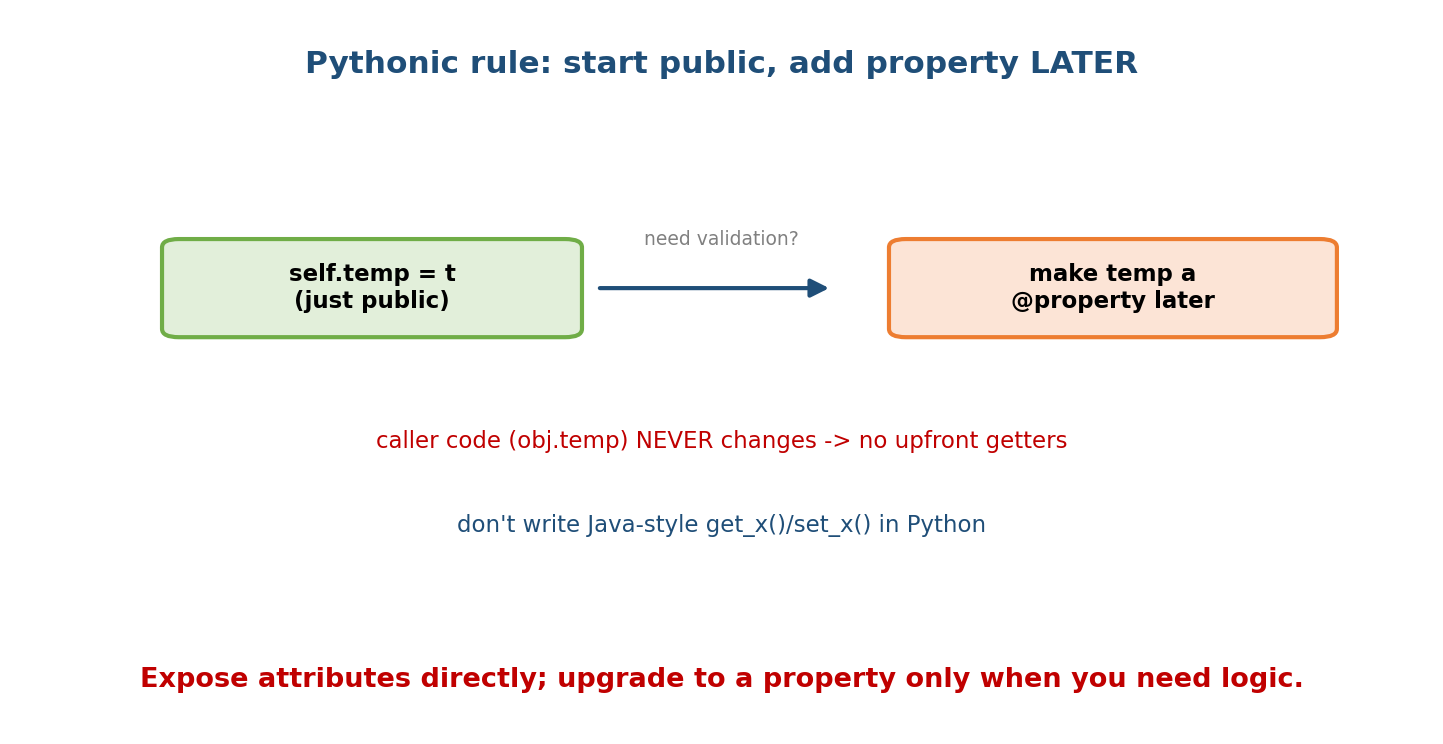 Pythonic rule: start public, add property LATER
need validation?
self.temp = t
(just public)
make temp a
@property later
caller code (obj.temp) NEVER changes -> no upfront getters
don't write Java-style get_x()/set_x() in Python
Expose attributes directly; upgrade to a property only when you need logic.